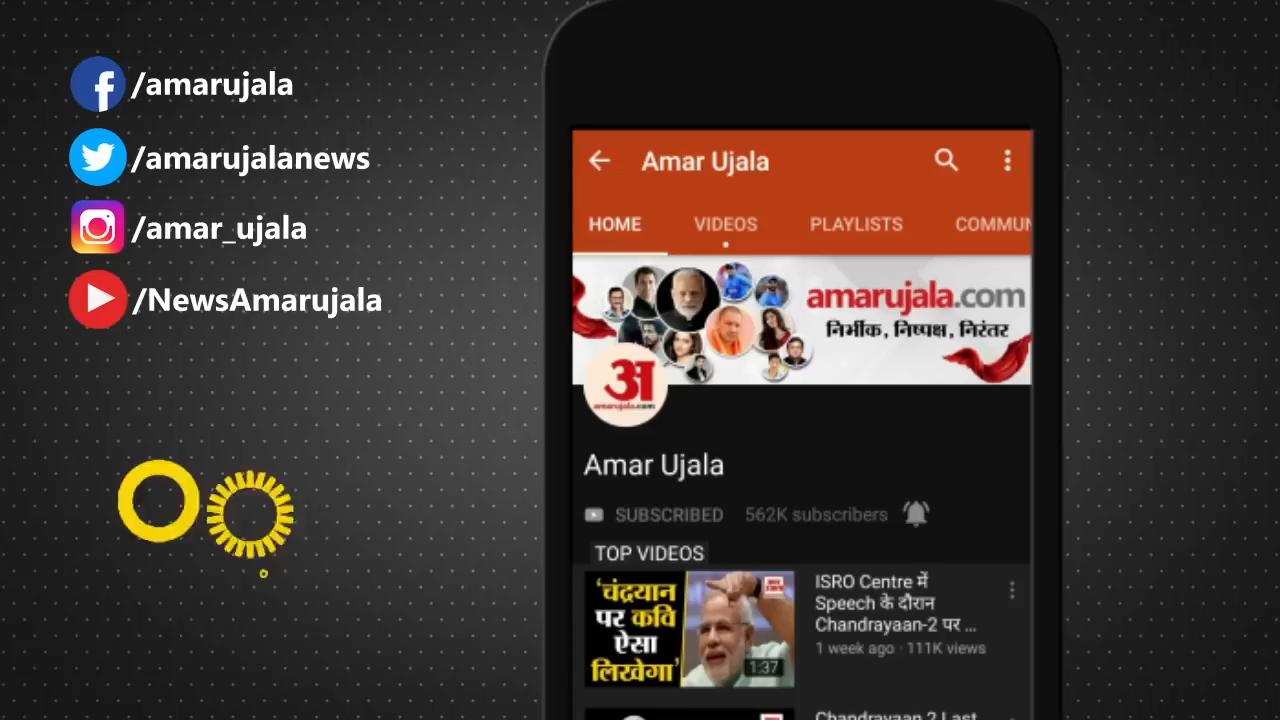 /amarujala
/amarujalanews
/amar_ujala
/NewsAmarujala
Amar Ujala
HOME VIDEOS PLAYLISTS COMMUN
amarujala.com
निर्भीक, निष्पक्ष, निरंतर
अ
amarujala.com
Amar Ujala
SUBSCRIBED 562K subscribers
TOP VIDEOS
'चंद्रयान
पर कवि
ऐसा
लिखेगा'
1:37
ISRO Centre में
Speech के दौरान
Chandrayaan-2 पर ...
1 week ago · 111K views
Chandrayaan 2 Last